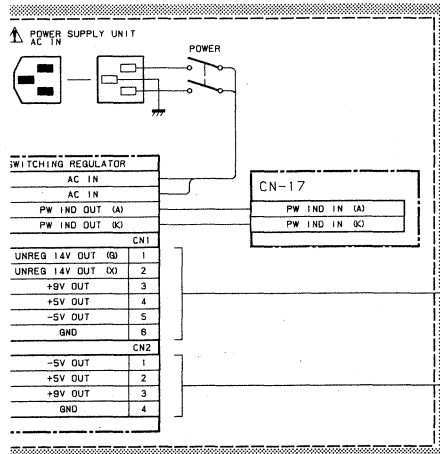 POWER SUPPLY UNIT
AC IN
POWER
SWITCHING REGULATOR
AC IN
AC IN
PW IND OUT (A)
PW IND OUT (K)
CN-17
PW IND IN (A)
PW IND IN (K)
CN1
UNREG 14V OUT (G) 1
UNREG 14V OUT (X) 2
+9V OUT 3
+5V OUT 4
-5V OUT 5
GND 6
CN2
-5V OUT 1
+5V OUT 2
+9V OUT 3
GND 4